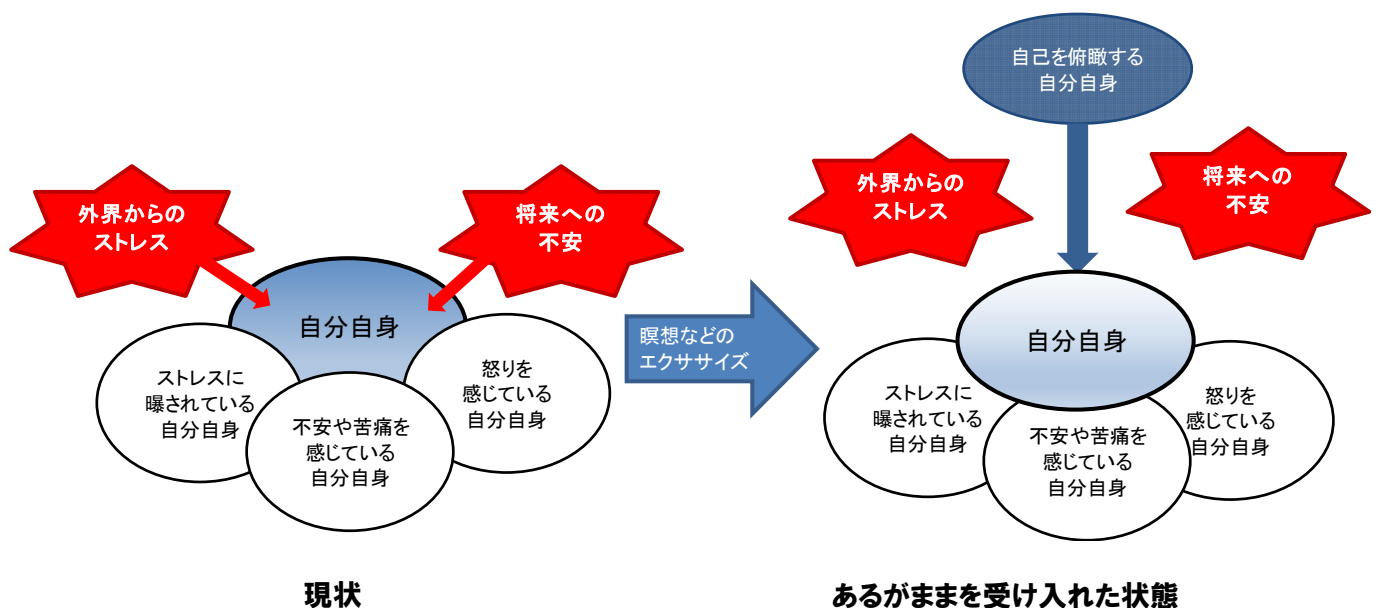 外界からの
ストレス
将来への
不安
自分自身
ストレスに
曝されている
自分自身
不安や苦痛を
感じている
自分自身
怒りを
感じている
自分自身
現状
瞑想などの
エクササイズ
自己を俯瞰する
自分自身
外界からの
ストレス
将来への
不安
自分自身
ストレスに
曝されている
自分自身
不安や苦痛を
感じている
自分自身
怒りを
感じている
自分自身
あるがままを受け入れた状態